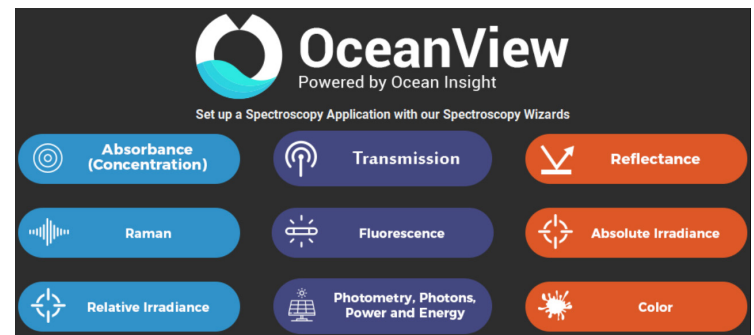 OceanView
Powered by Ocean Insight
Set up a Spectroscopy Application with our Spectroscopy Wizards
Absorbance
(Concentration)
Transmission
Reflectance
Raman
Fluorescence
Absolute Irradiance
Relative Irradiance
Photometry, Photons,
Power and Energy
Color